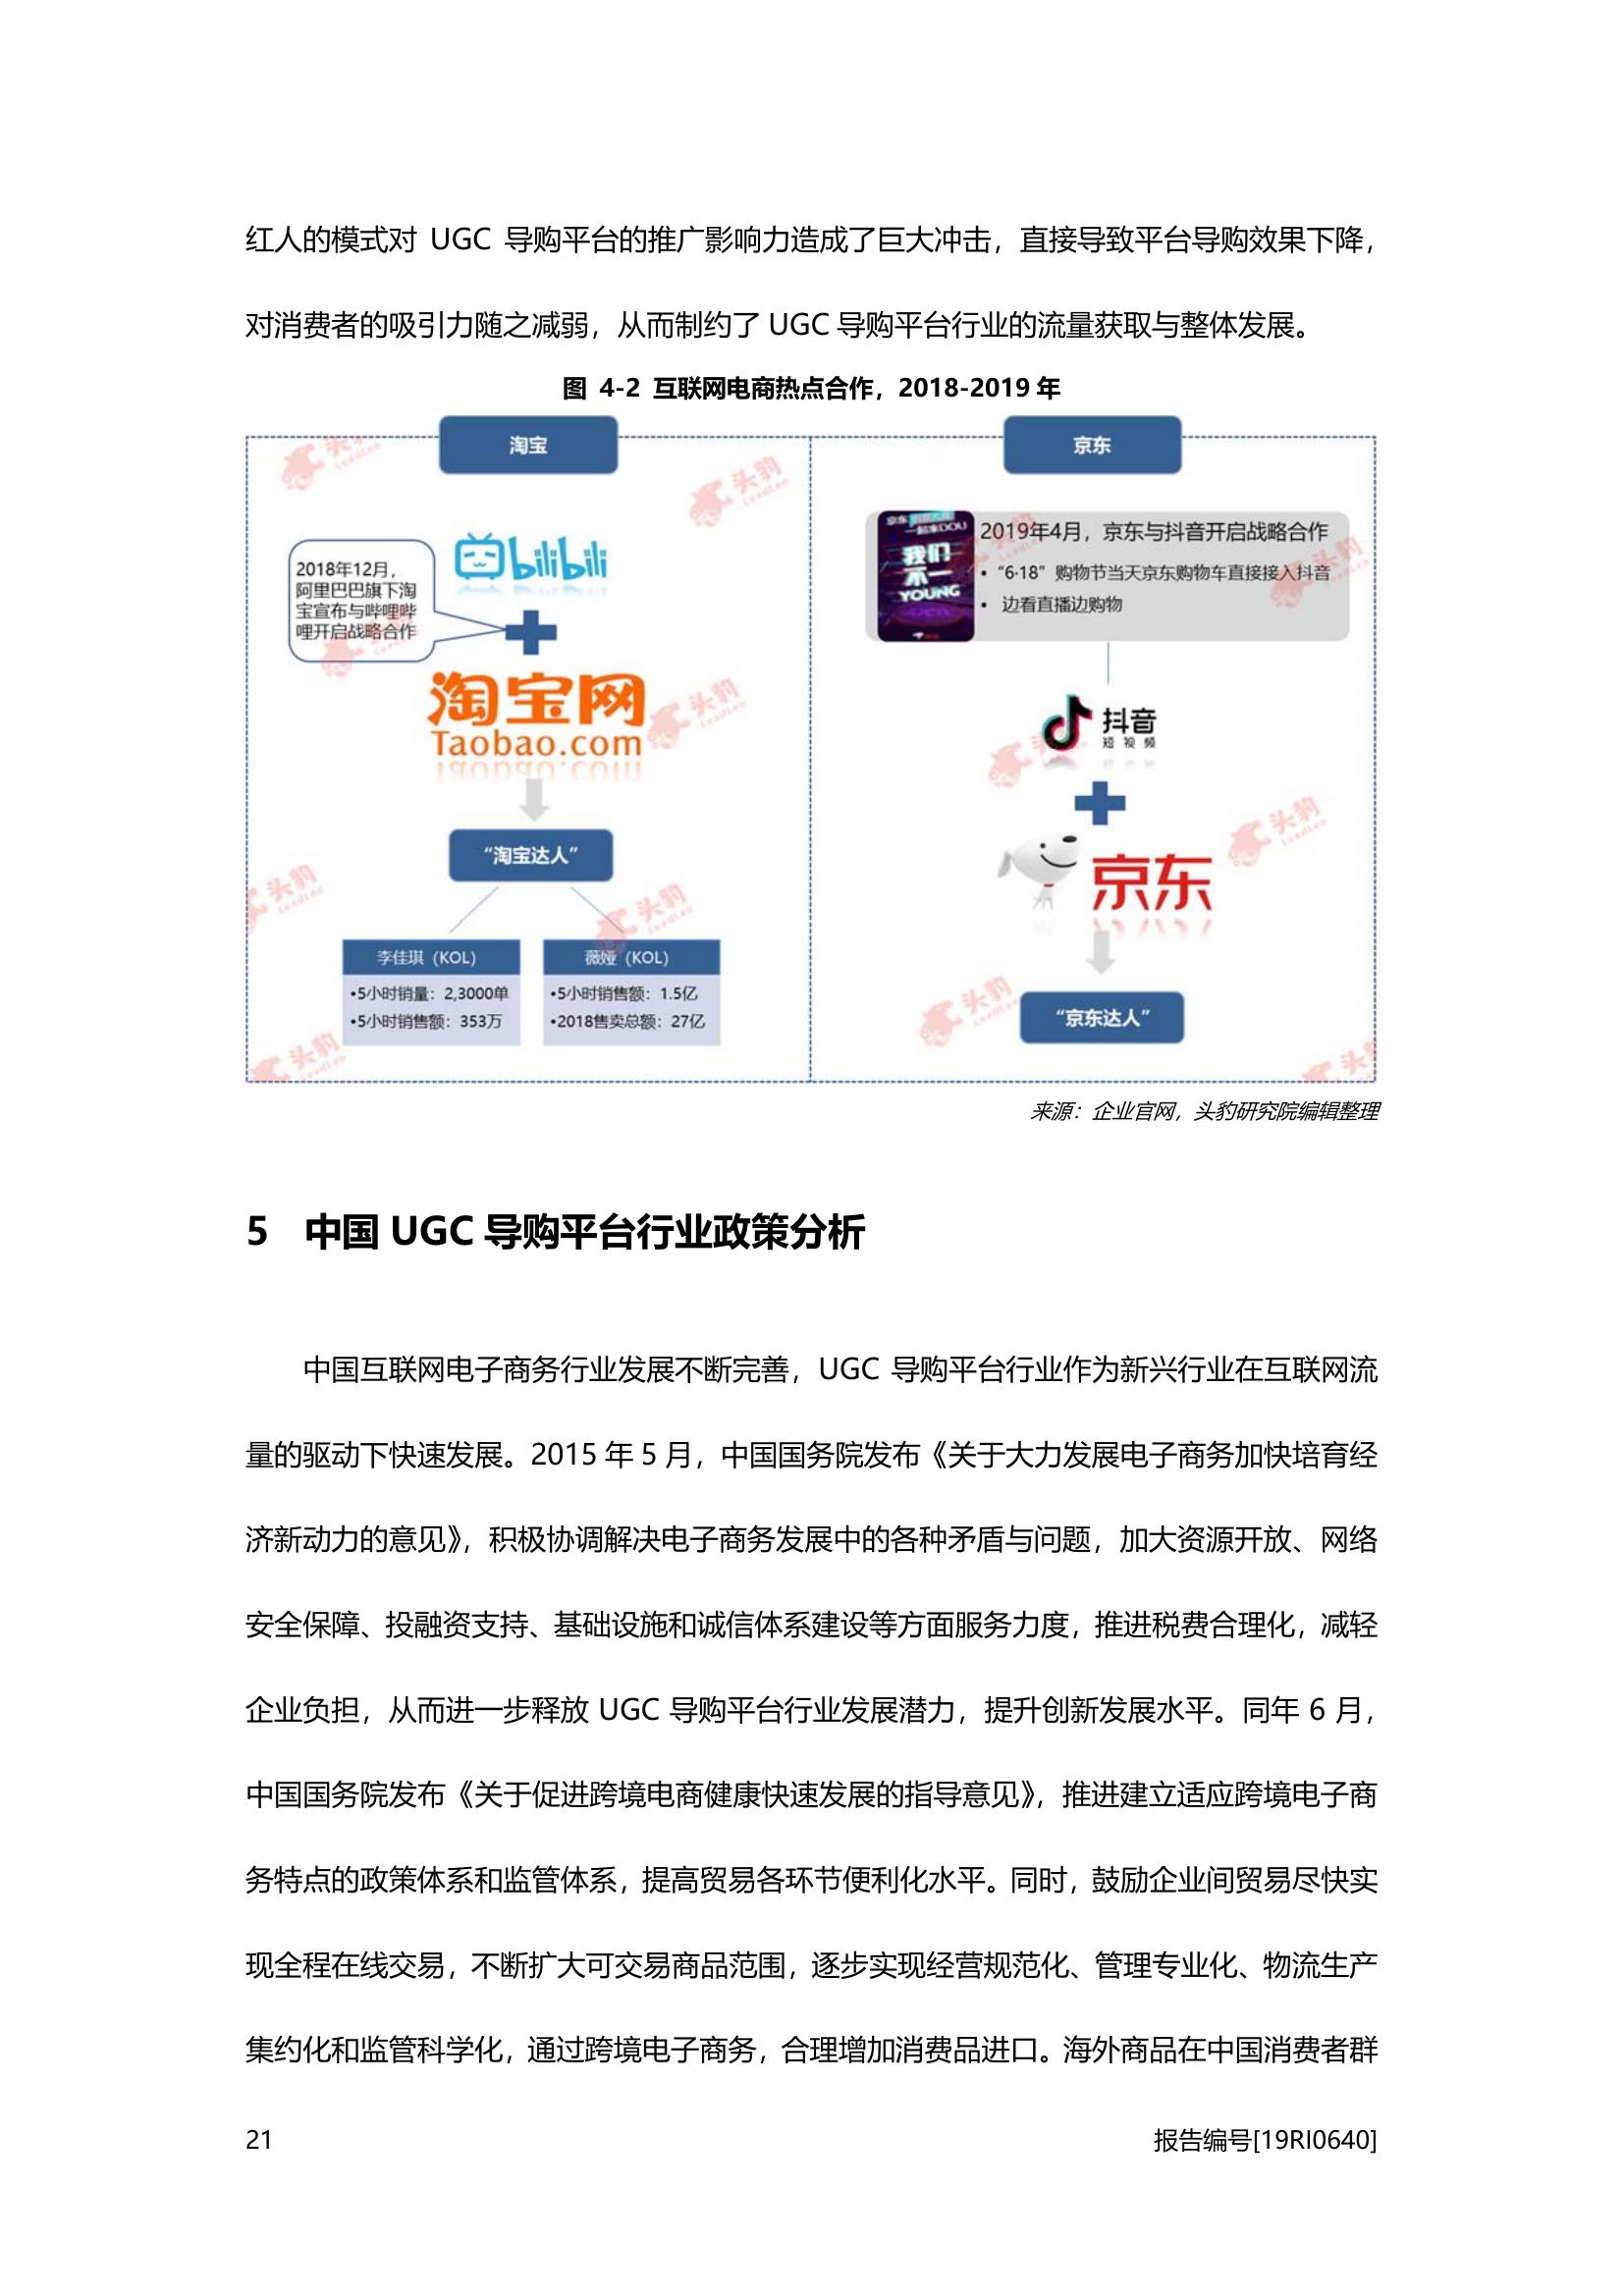 红人的模式对 UGC 导购平台的推广影响力造成了巨大冲击，直接导致平台导购效果下降，
对消费者的吸引力随之减弱，从而制约了 UGC 导购平台行业的流量获取与整体发展。
图 4-2 互联网电商热点合作，2018-2019 年
淘宝
2018年12月，
阿里巴巴旗下淘
宝宣布与哔哩哔
哩开启战略合作
bilibili
淘宝网
Taobao.com
“淘宝达人”
李佳琪（KOL）
•5小时销量：2,3000单
•5小时销售额：353万
薇娅（KOL）
•5小时销售额：1.5亿
•2018售卖总额：27亿
京东
我们
不一
YOUNG
2019年4月，京东与抖音开启战略合作
• “6·18”购物节当天京东购物车直接接入抖音
• 边看直播边购物
抖音
短视频
京东
“京东达人”
头豹
LeadLeo
来源：企业官网，头豹研究院编辑整理
5 中国 UGC 导购平台行业政策分析
中国互联网电子商务行业发展不断完善，UGC 导购平台行业作为新兴行业在互联网流
量的驱动下快速发展。2015 年 5 月，中国国务院发布《关于大力发展电子商务加快培育经
济新动力的意见》，积极协调解决电子商务发展中的各种矛盾与问题，加大资源开放、网络
安全保障、投融资支持、基础设施和诚信体系建设等方面服务力度，推进税费合理化，减轻
企业负担，从而进一步释放 UGC 导购平台行业发展潜力，提升创新发展水平。同年 6 月，
中国国务院发布《关于促进跨境电商健康快速发展的指导意见》，推进建立适应跨境电子商
务特点的政策体系和监管体系，提高贸易各环节便利化水平。同时，鼓励企业间贸易尽快实
现全程在线交易，不断扩大可交易商品范围，逐步实现经营规范化、管理专业化、物流生产
集约化和监管科学化，通过跨境电子商务，合理增加消费品进口。海外商品在中国消费者群
21
报告编号[19RI0640]